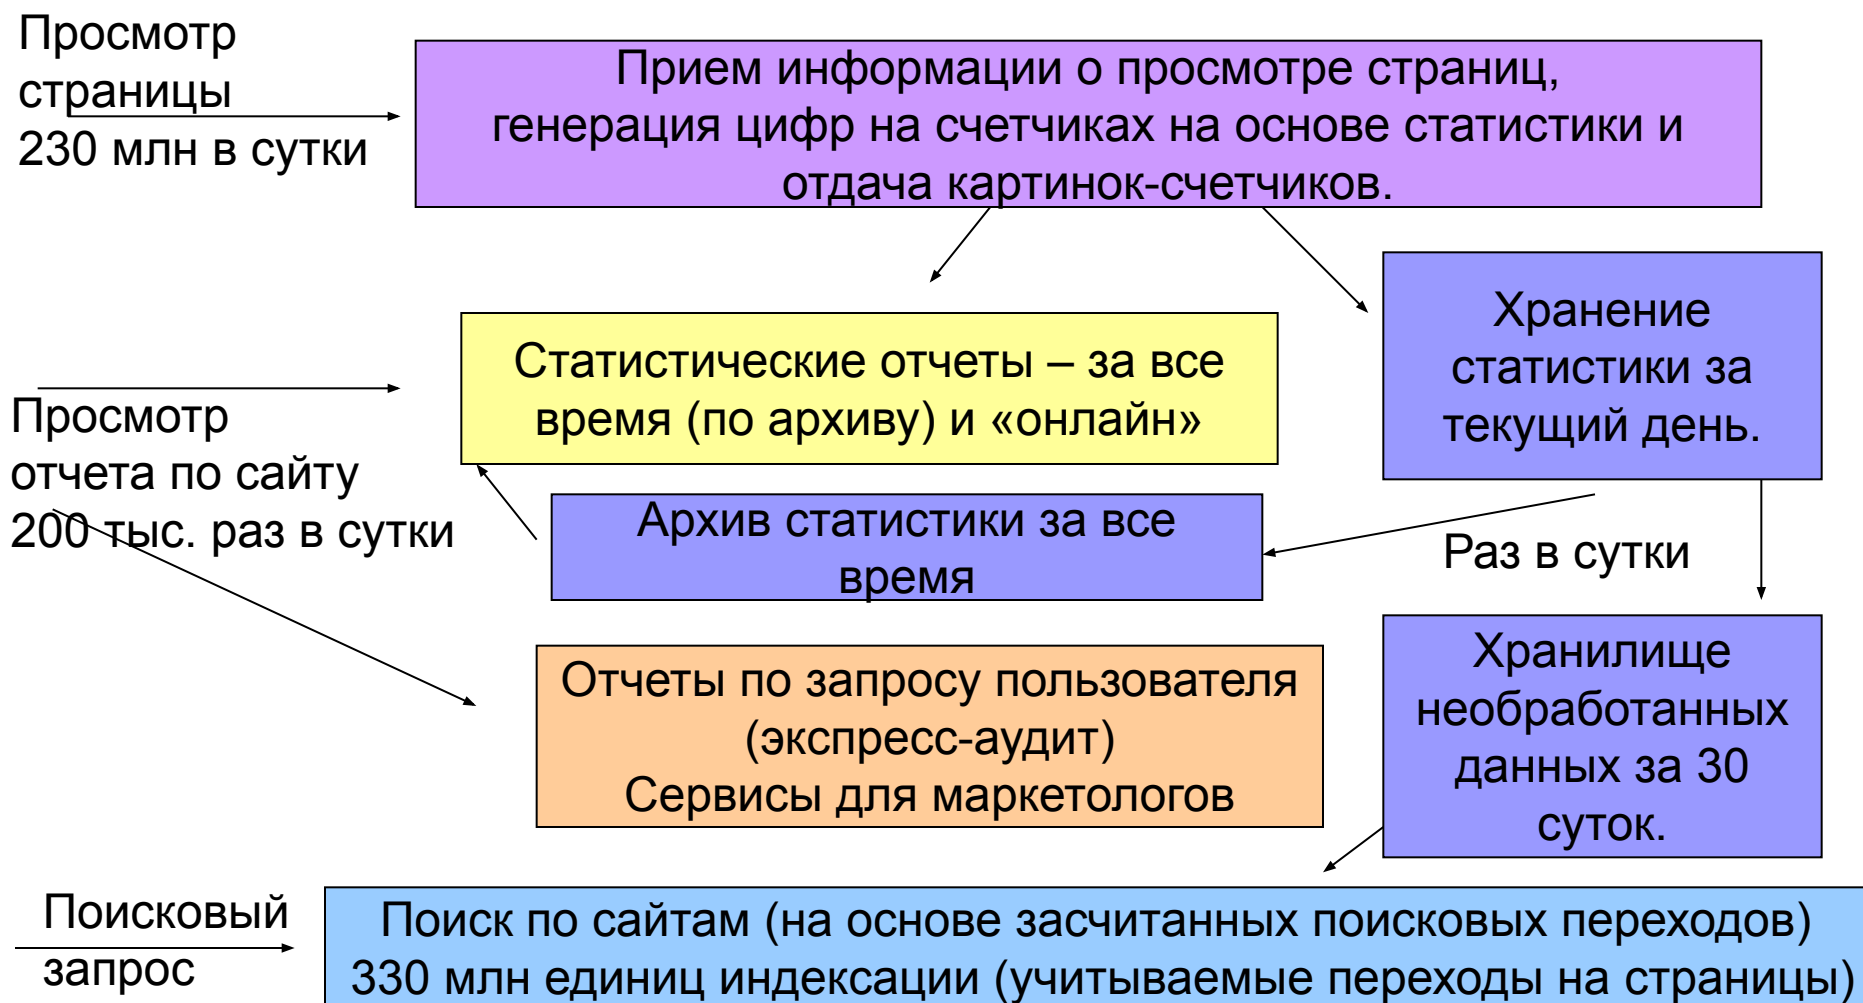 Просмотр
страницы
230 млн в сутки
Прием информации о просмотре страниц,
генерация цифр на счетчиках на основе статистики и
отдача картинок-счетчиков.
Хранение
статистики за
текущий день.
Статистические отчеты – за все
время (по архиву) и «онлайн»
Просмотр
отчета по сайту
200 тыс. раз в сутки
Архив статистики за все
время
Раз в сутки
Отчеты по запросу пользователя
(экспресс-аудит)
Сервисы для маркетологов
Хранилище
необработанных
данных за 30
суток.
Поисковый
запрос
Поиск по сайтам (на основе засчитанных поисковых переходов)
330 млн единиц индексации (учитываемые переходы на страницы)